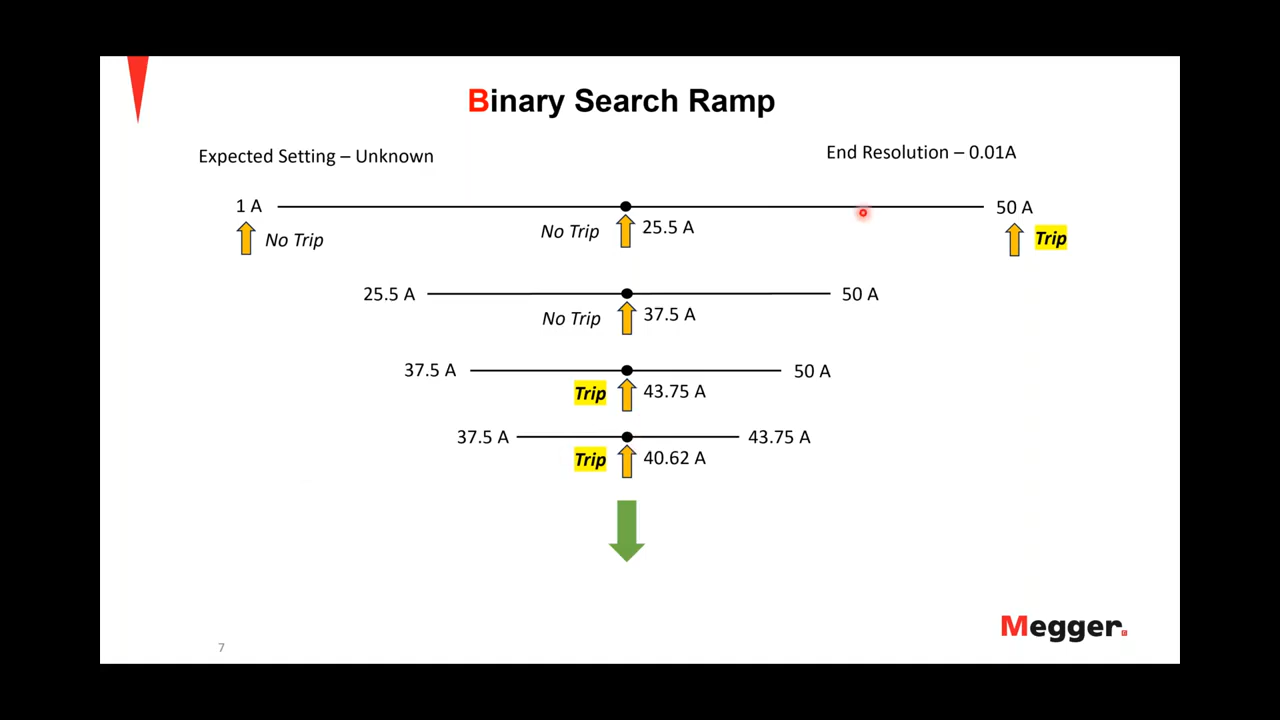 Binary Search Ramp
Expected Setting – Unknown
End Resolution – 0.01A
1 A
50 A
No Trip
No Trip
25.5 A
Trip
25.5 A
50 A
No Trip
37.5 A
37.5 A
50 A
Trip
43.75 A
37.5 A
43.75 A
Trip
40.62 A
Megger
7